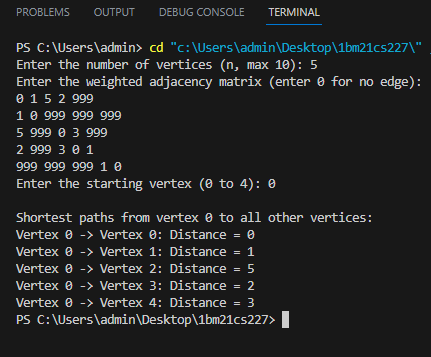 PROBLEMS OUTPUT DEBUG CONSOLE TERMINAL
PS C:\Users\admin> cd "c:\Users\admin\Desktop\1bm21cs227\"
Enter the number of vertices (n, max 10): 5
Enter the weighted adjacency matrix (enter 0 for no edge):
0 1 5 2 999
1 0 999 999 999
5 999 0 3 999
2 999 3 0 1
999 999 999 1 0
Enter the starting vertex (0 to 4): 0
Shortest paths from vertex 0 to all other vertices:
Vertex 0 -> Vertex 0: Distance = 0
Vertex 0 -> Vertex 1: Distance = 1
Vertex 0 -> Vertex 2: Distance = 5
Vertex 0 -> Vertex 3: Distance = 2
Vertex 0 -> Vertex 4: Distance = 3
PS C:\Users\admin\Desktop\1bm21cs227>